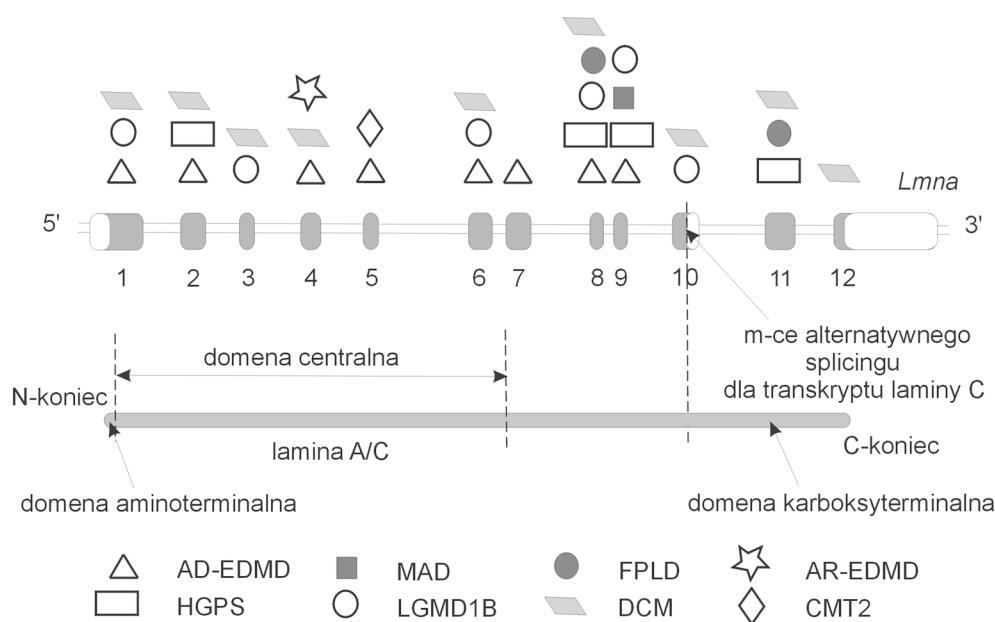 Lmna
5'
3'
1 2 3 4 5 6 7 8 9 10 11 12
m-ce alternatywnego
splicingu
dla transkryptu laminy C
domena centralna
N-koniec
lamina A/C
C-koniec
domena aminoterminalna
domena karboksyterminalna
AD-EDMD MAD FPLD AR-EDMD
HGPS LGMD1B DCM CMT2